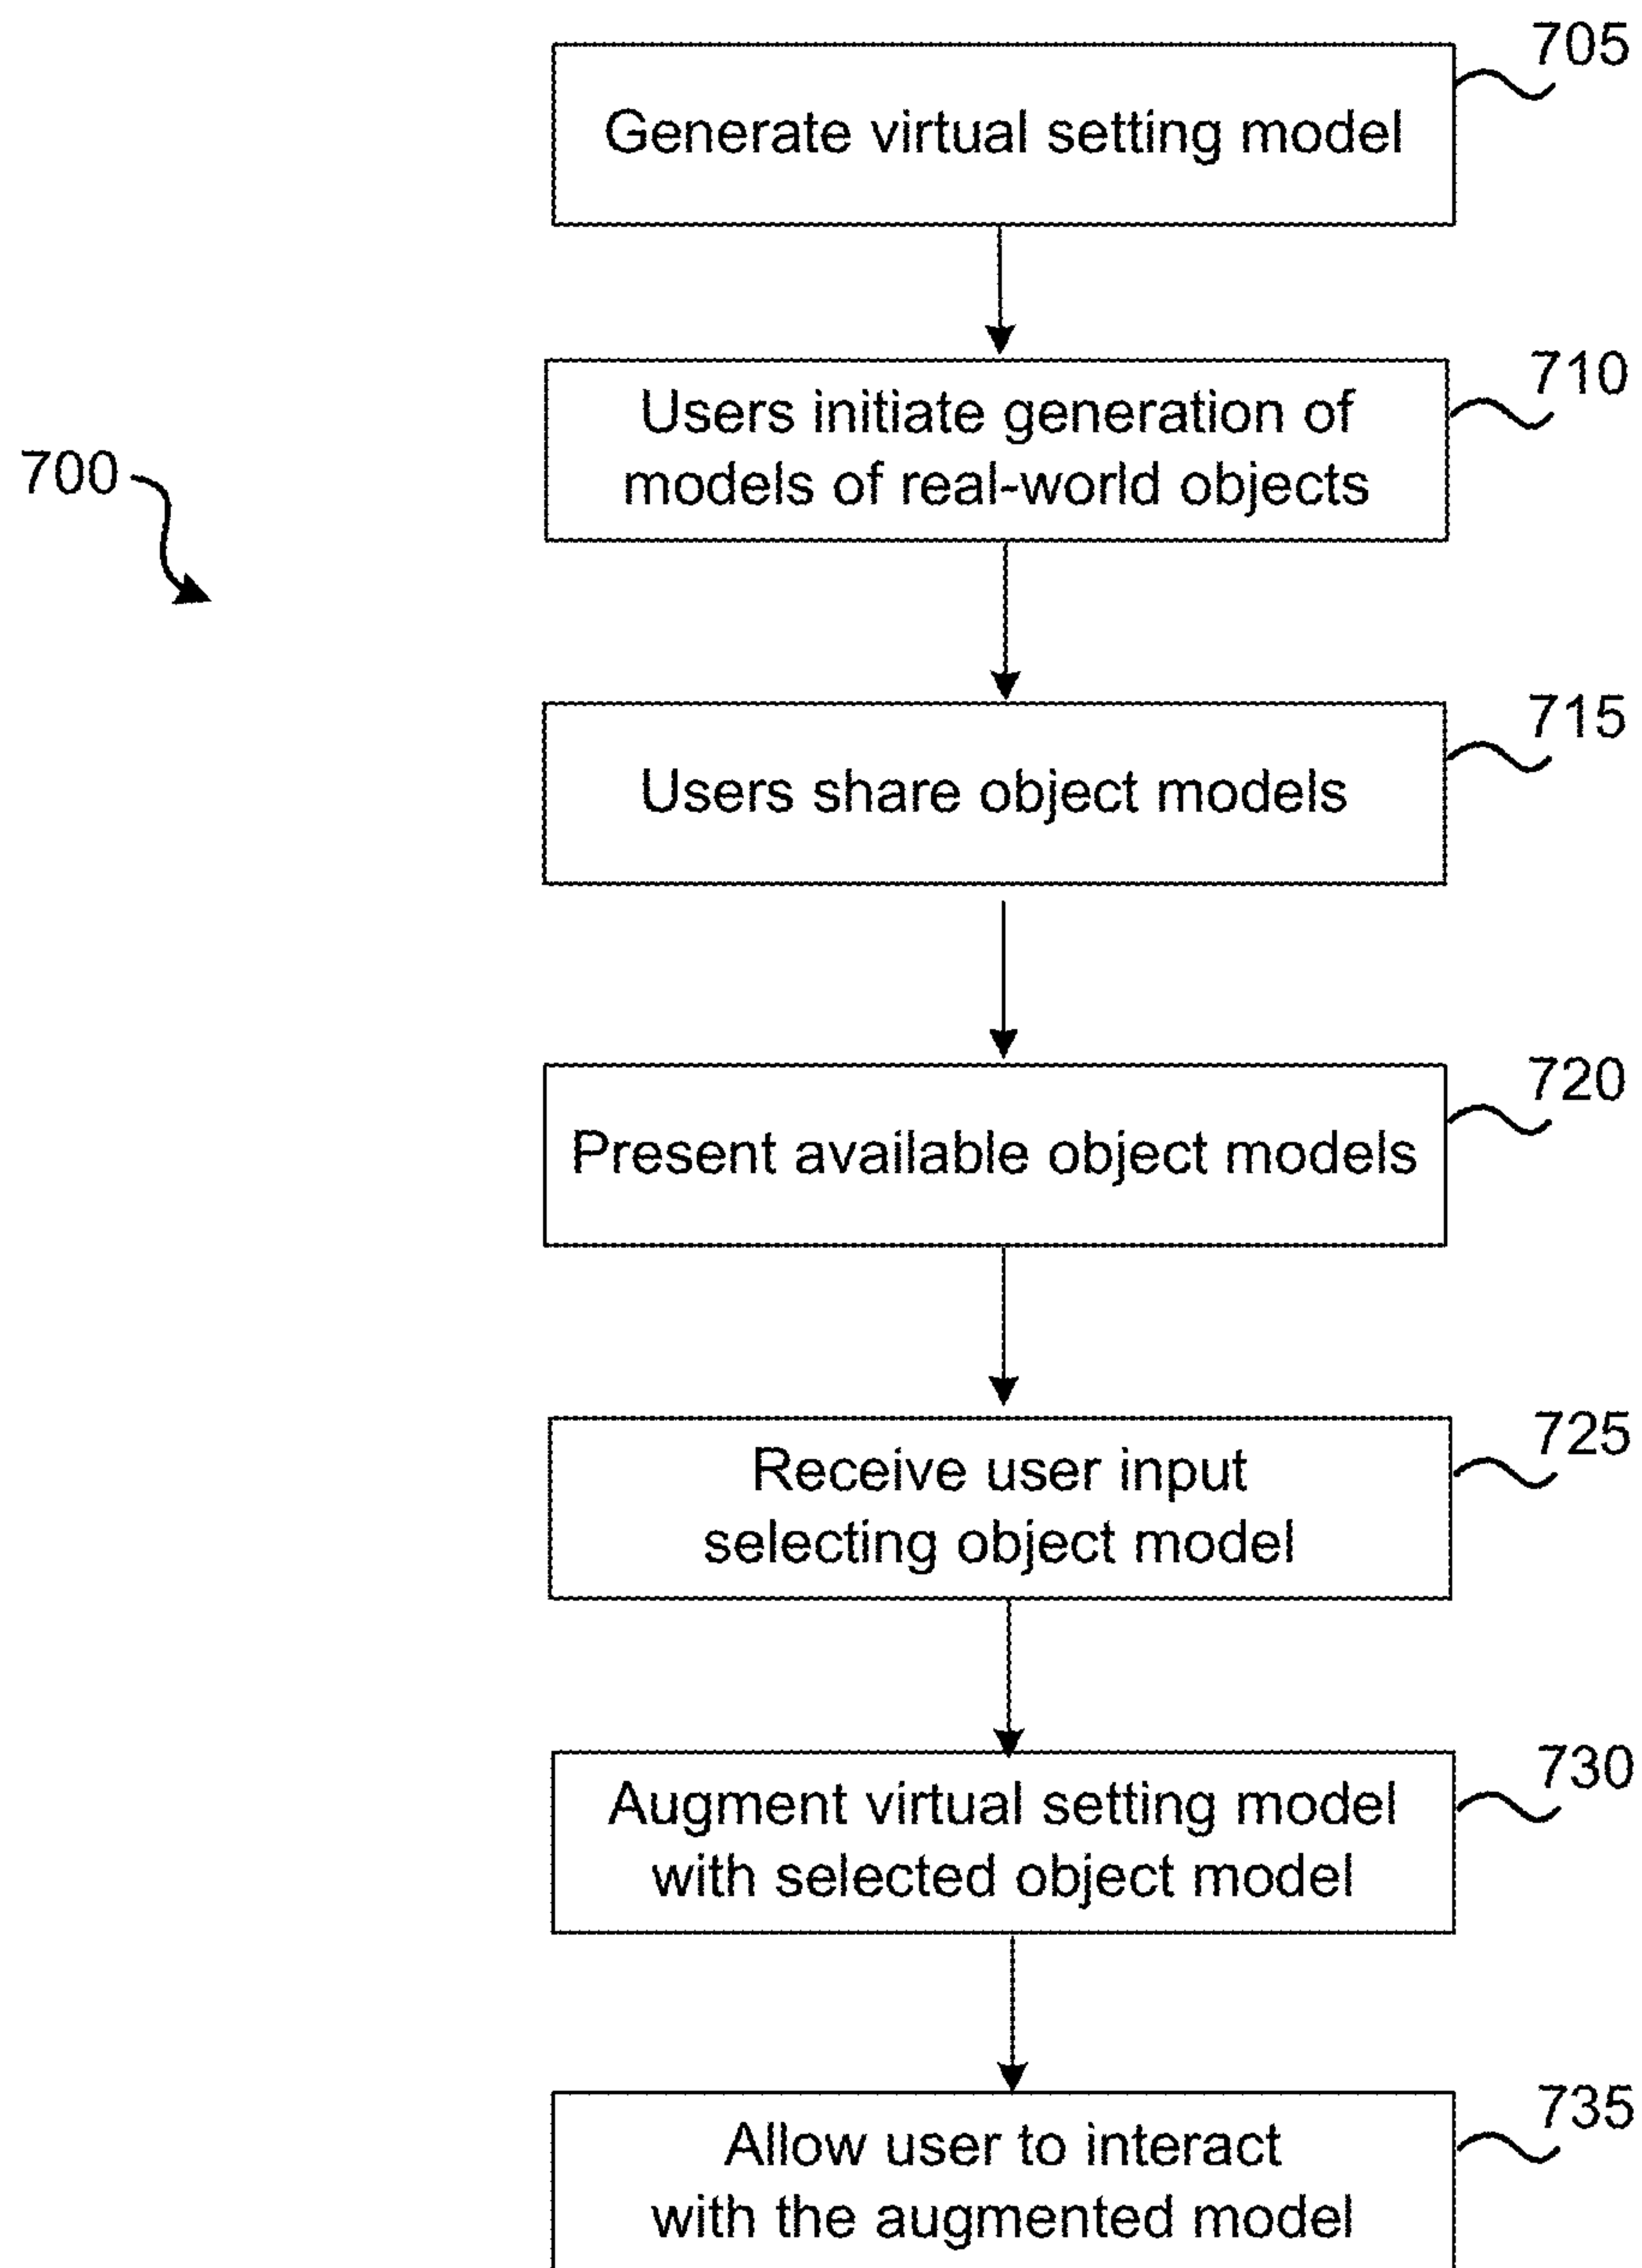 705
Generate virtual setting model
710
Users initiate generation of
models of real-world objects
700
715
Users share object models
720
Present available object models
725
Receive user input
selecting object model
730
Augment virtual setting model
with selected object model
735
Allow user to interact
with the augmented model